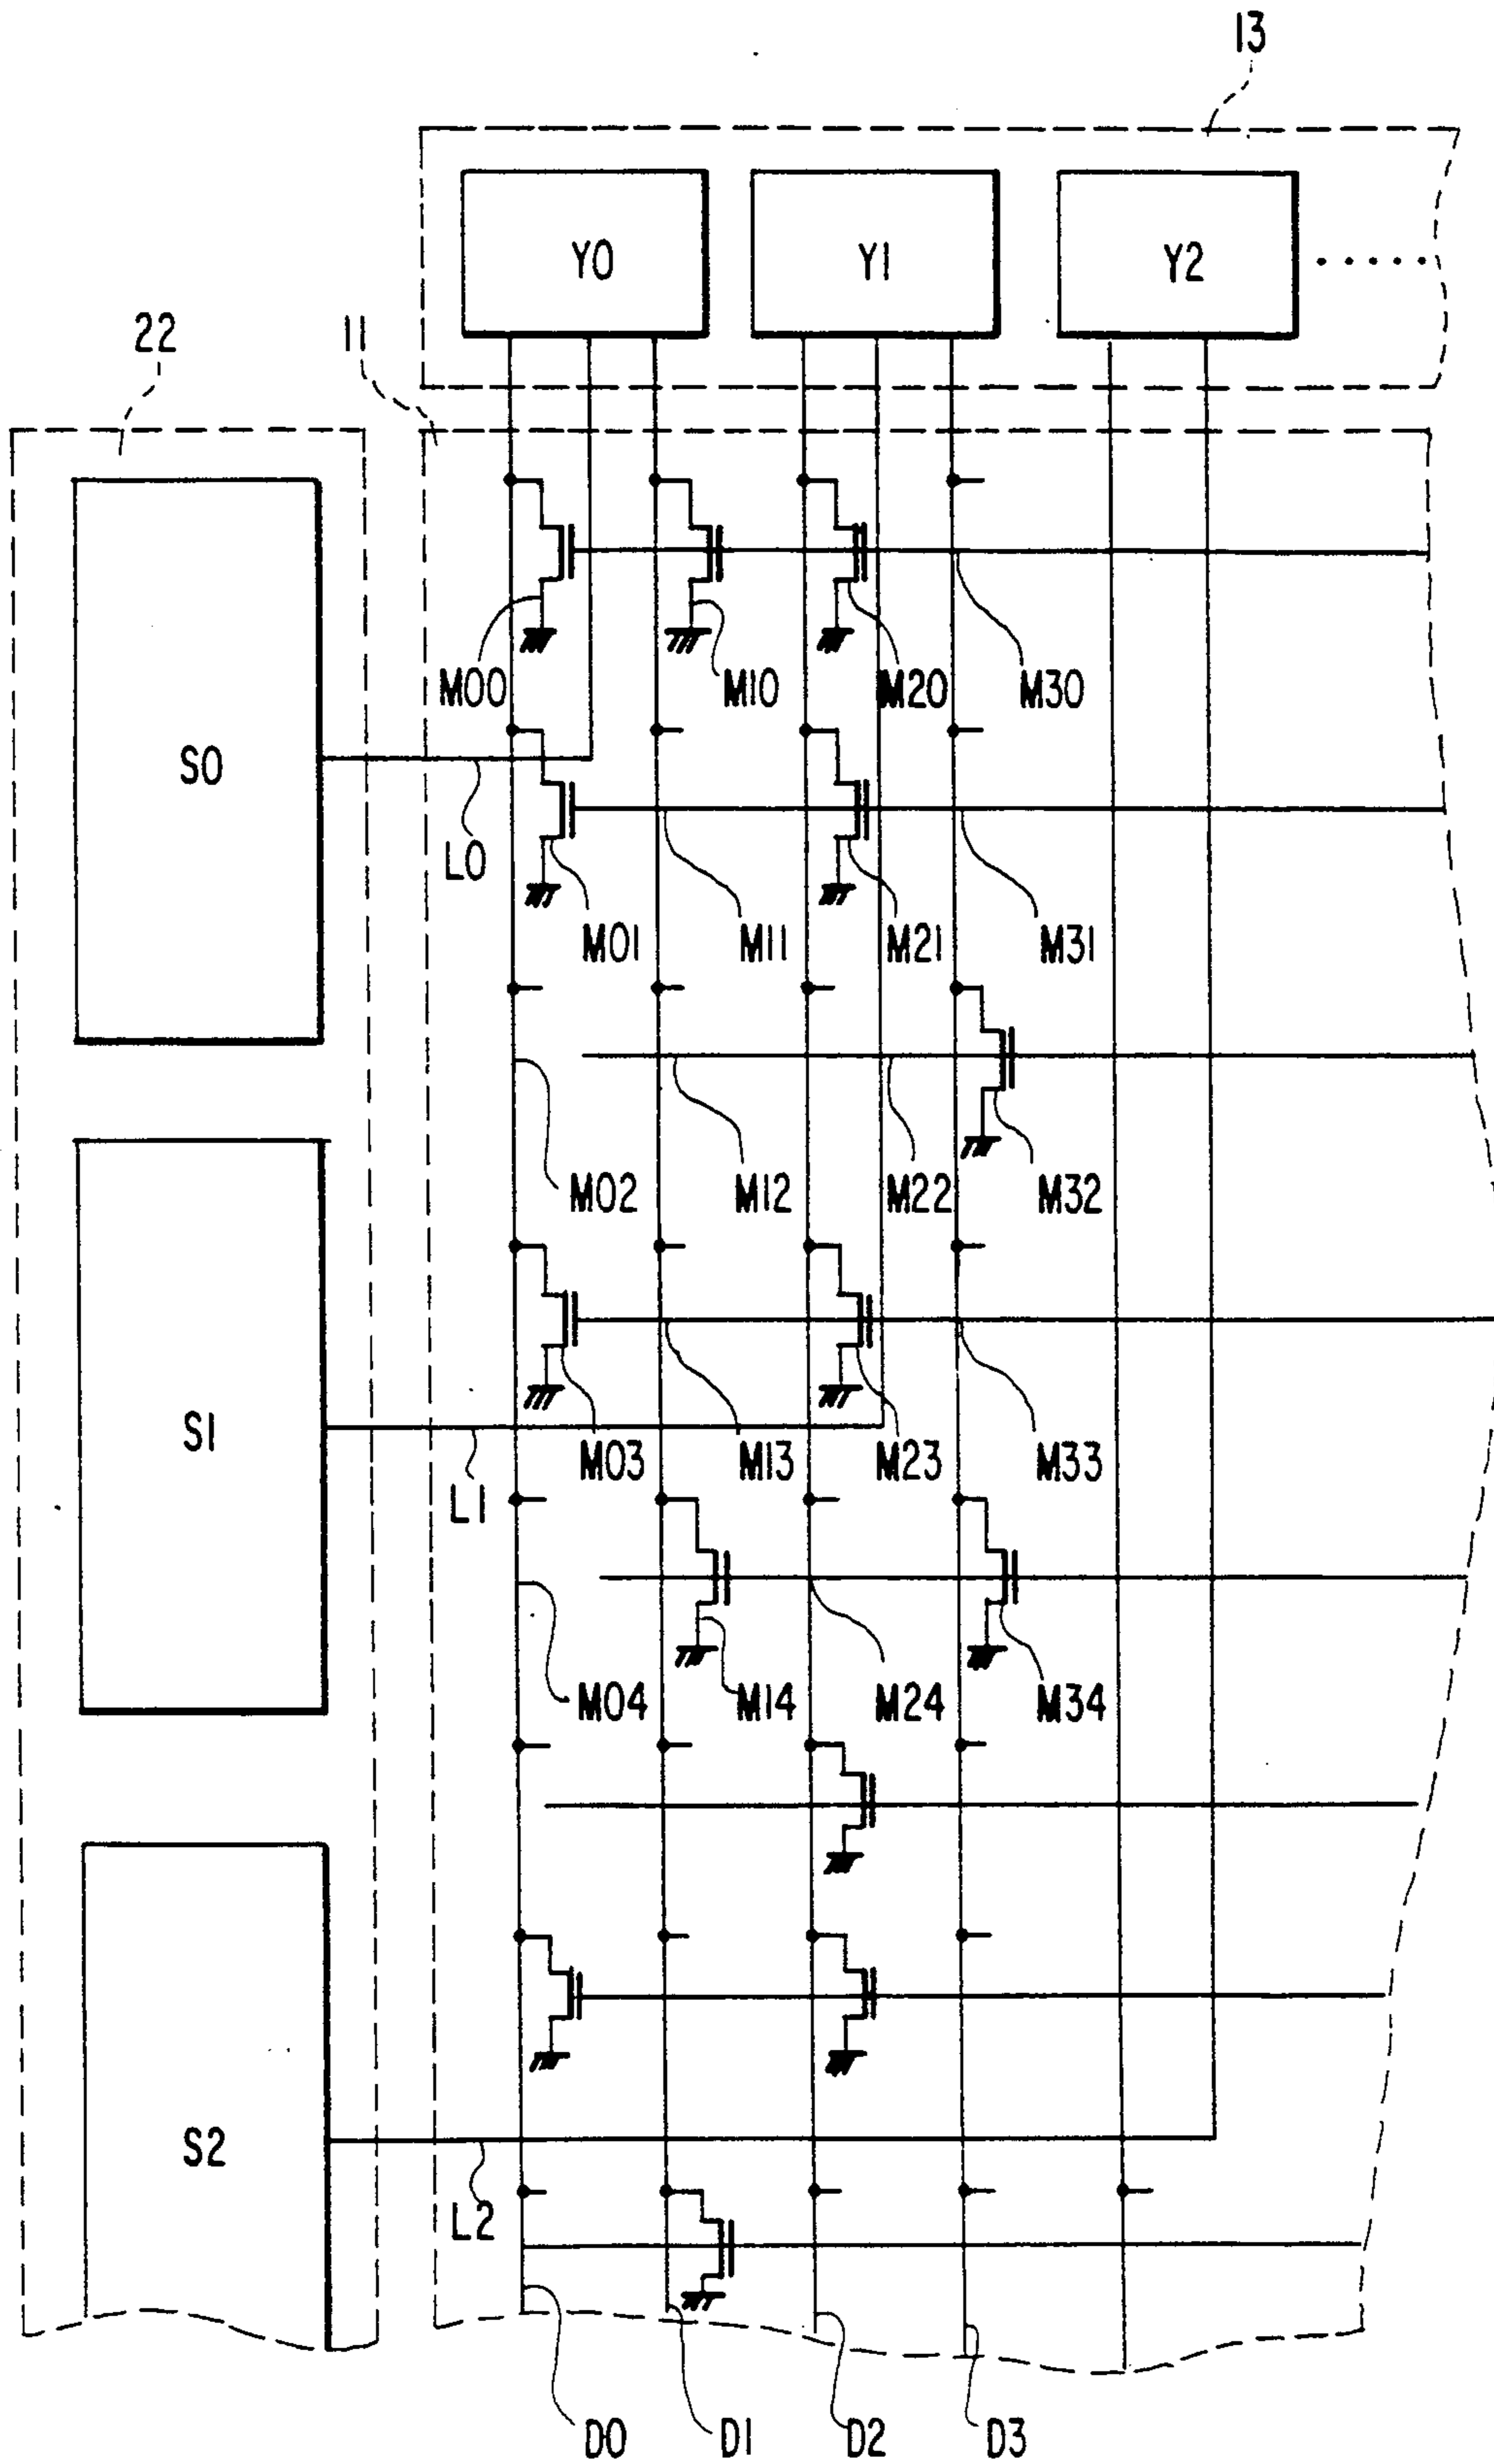 13
Y0 Y1 Y2 .....
22 11
M00 M10 M20 M30
S0
L0
M01 M11 M21 M31
M02 M12 M22 M32
S1
M03 M13 M23 M33
L1
M04 M14 M24 M34
S2
L2
D0 D1 D2 D3